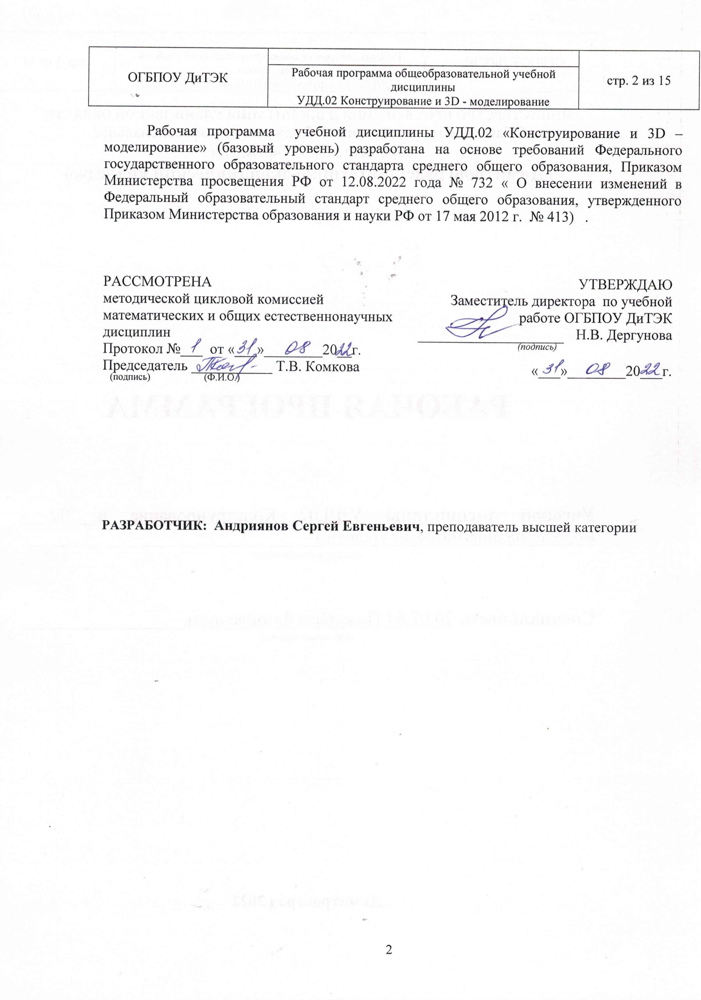 ОГБПОУ ДиТЭК
Рабочая программа общеобразовательной учебной
дисциплины
УДД.02 Конструирование и 3D - моделирование
стр. 2 из 15
Рабочая программа учебной дисциплины УДД.02 «Конструирование и 3D –
моделирование» (базовый уровень) разработана на основе требований Федерального
государственного образовательного стандарта среднего общего образования, Приказом
Министерства просвещения РФ от 12.08.2022 года № 732 « О внесении изменений в
Федеральный образовательный стандарт среднего общего образования, утвержденного
Приказом Министерства образования и науки РФ от 17 мая 2012 г. № 413) .
РАССМОТРЕНА
методической цикловой комиссией
математических и общих естественнонаучных
дисциплин
Протокол № 1 от «31» 08 2022г.
Председатель Т.В. Комкова
(подпись) (Ф.И.О.)
УТВЕРЖДАЮ
Заместитель директора по учебной
работе ОГБПОУ ДиТЭК
Н.В. Дергунова
(подпись)
«31» 08 2022г.
РАЗРАБОТЧИК: Андриянов Сергей Евгеньевич, преподаватель высшей категории
2